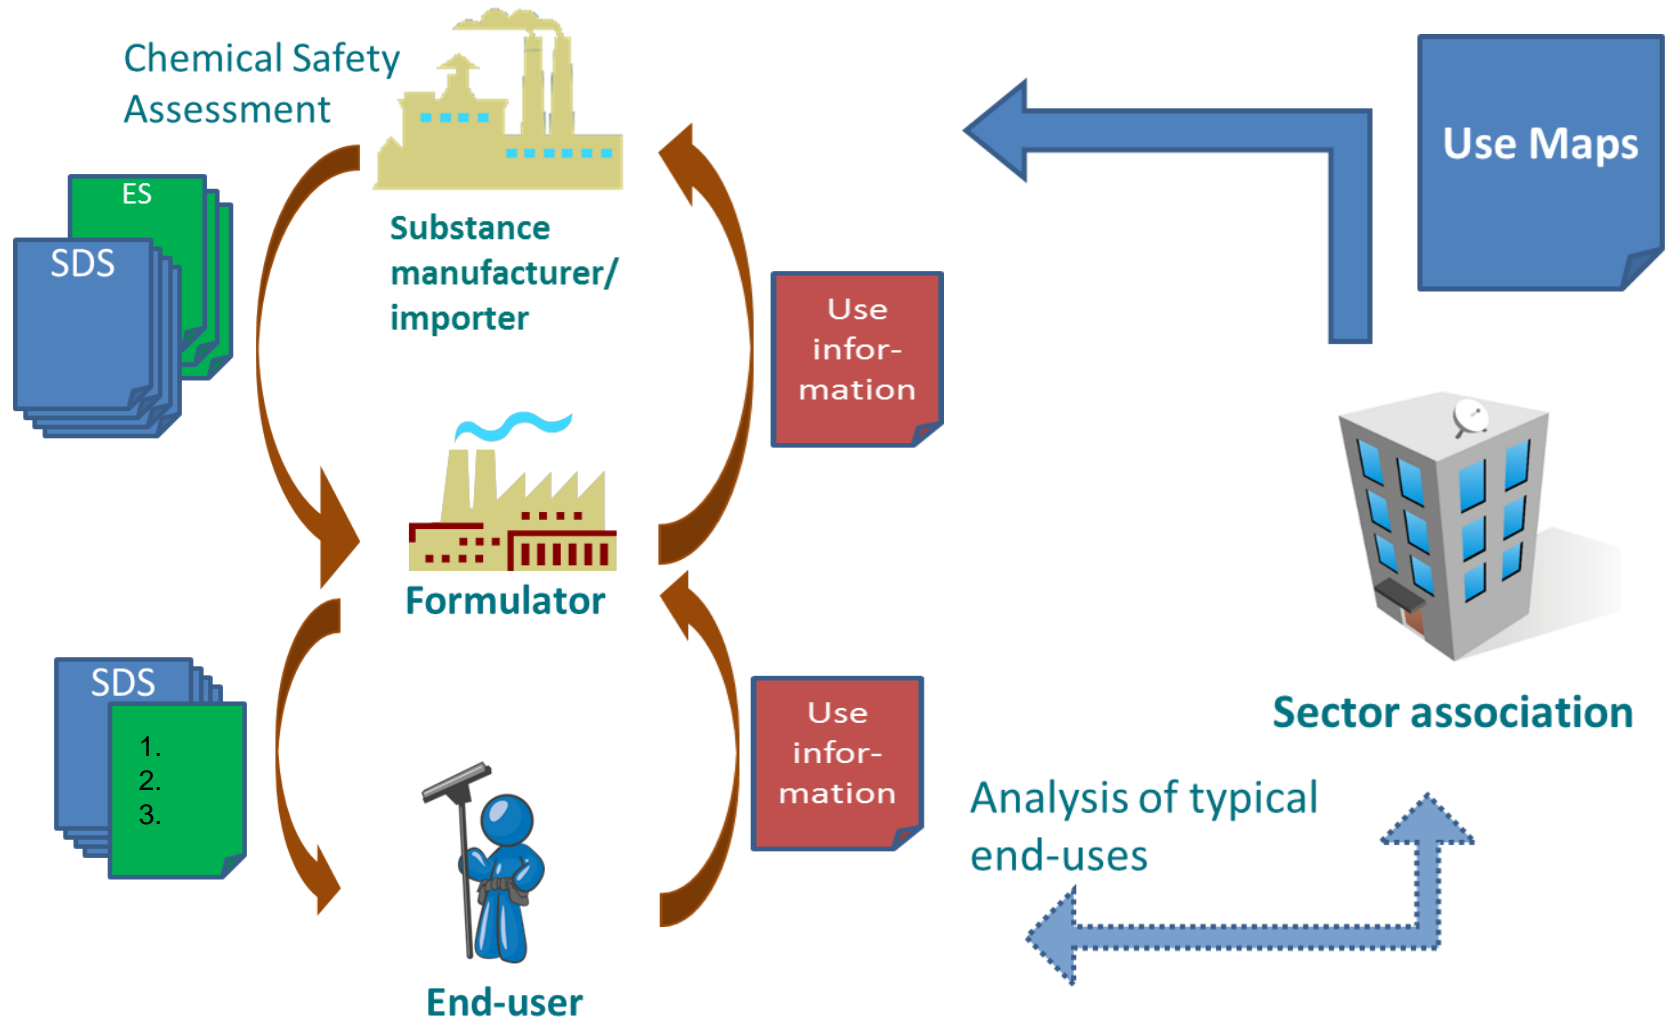 Chemical Safety
Assessment
Use Maps
ES
SDS
Substance
manufacturer/
importer
Use
infor-
mation
Formulator
SDS
1.
2.
3.
Use
infor-
mation
Sector association
Analysis of typical
end-uses
End-user